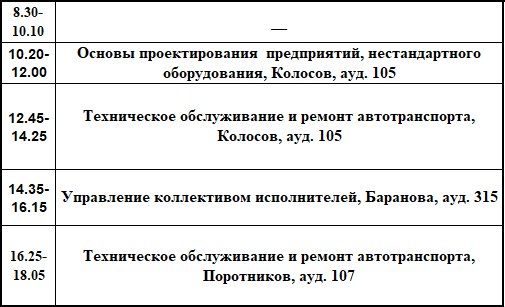 8.30-
10.10
—
10.20-
12.00
Основы проектирования предприятий, нестандартного
оборудования, Колосов, ауд. 105
12.45-
14.25
Техническое обслуживание и ремонт автотранспорта,
Колосов, ауд. 105
14.35-
16.15
Управление коллективом исполнителей, Баранова, ауд. 315
16.25-
18.05
Техническое обслуживание и ремонт автотранспорта,
Поротников, ауд. 107